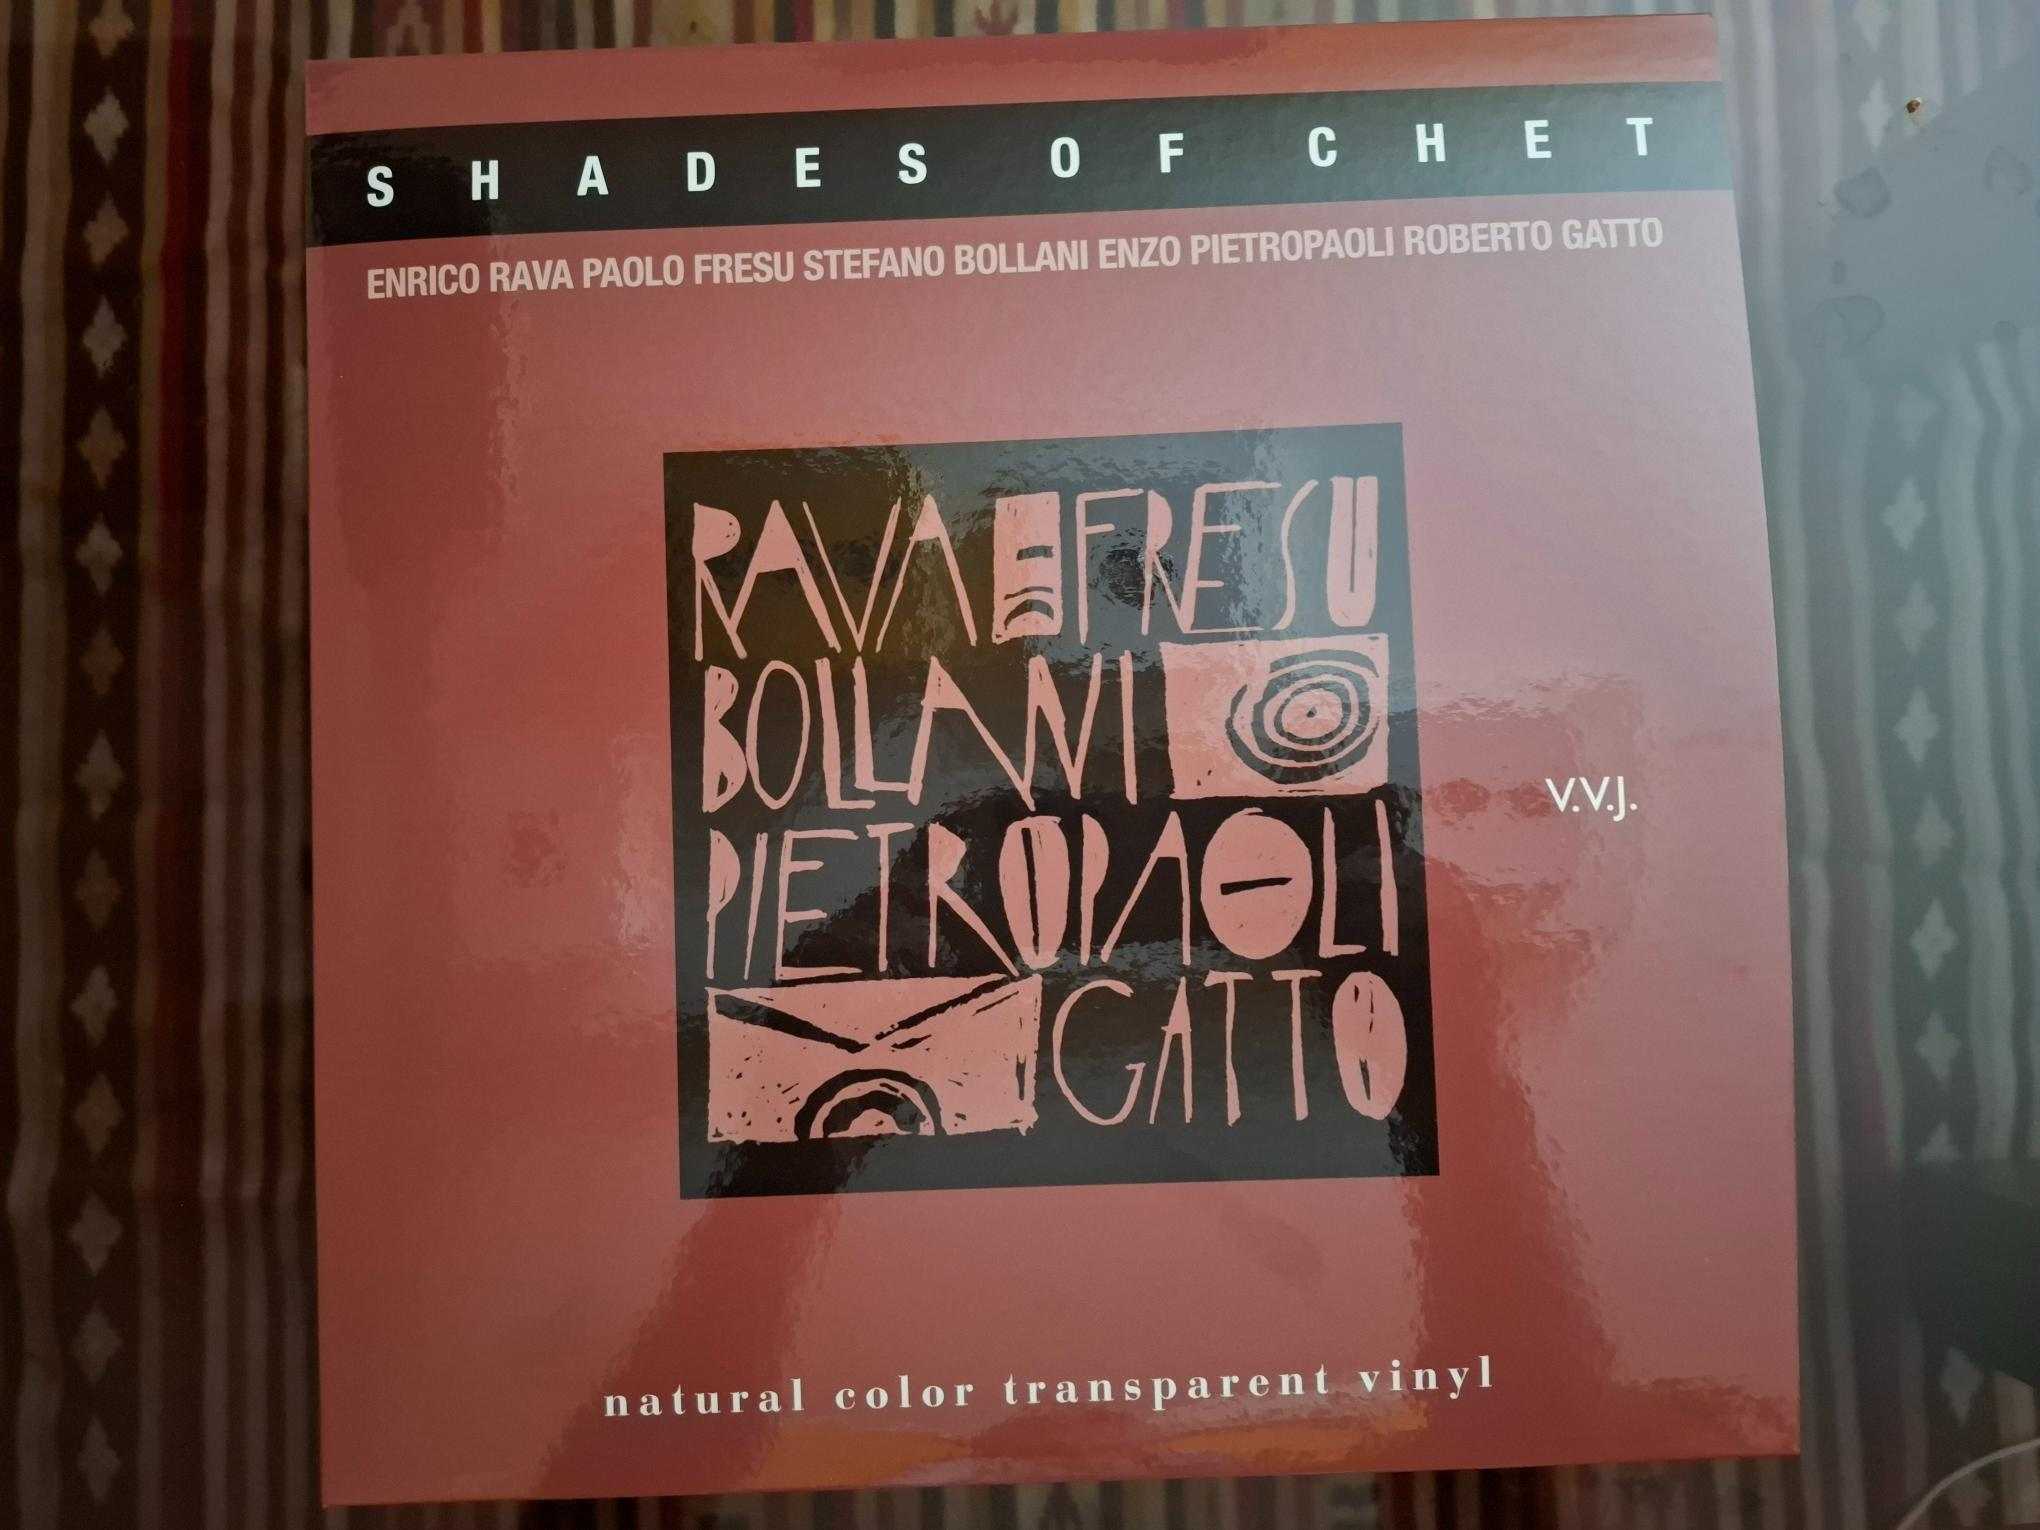 SHADES OF CHET
ENRICO RAVA PAOLO FRESU STEFANO BOLLANI ENZO PIETROPAOLI ROBERTO GATTO
RAVA FRESU
BOLLANI
PIETROPAOLI
GATTO
V.V.J.
natural color transparent vinyl